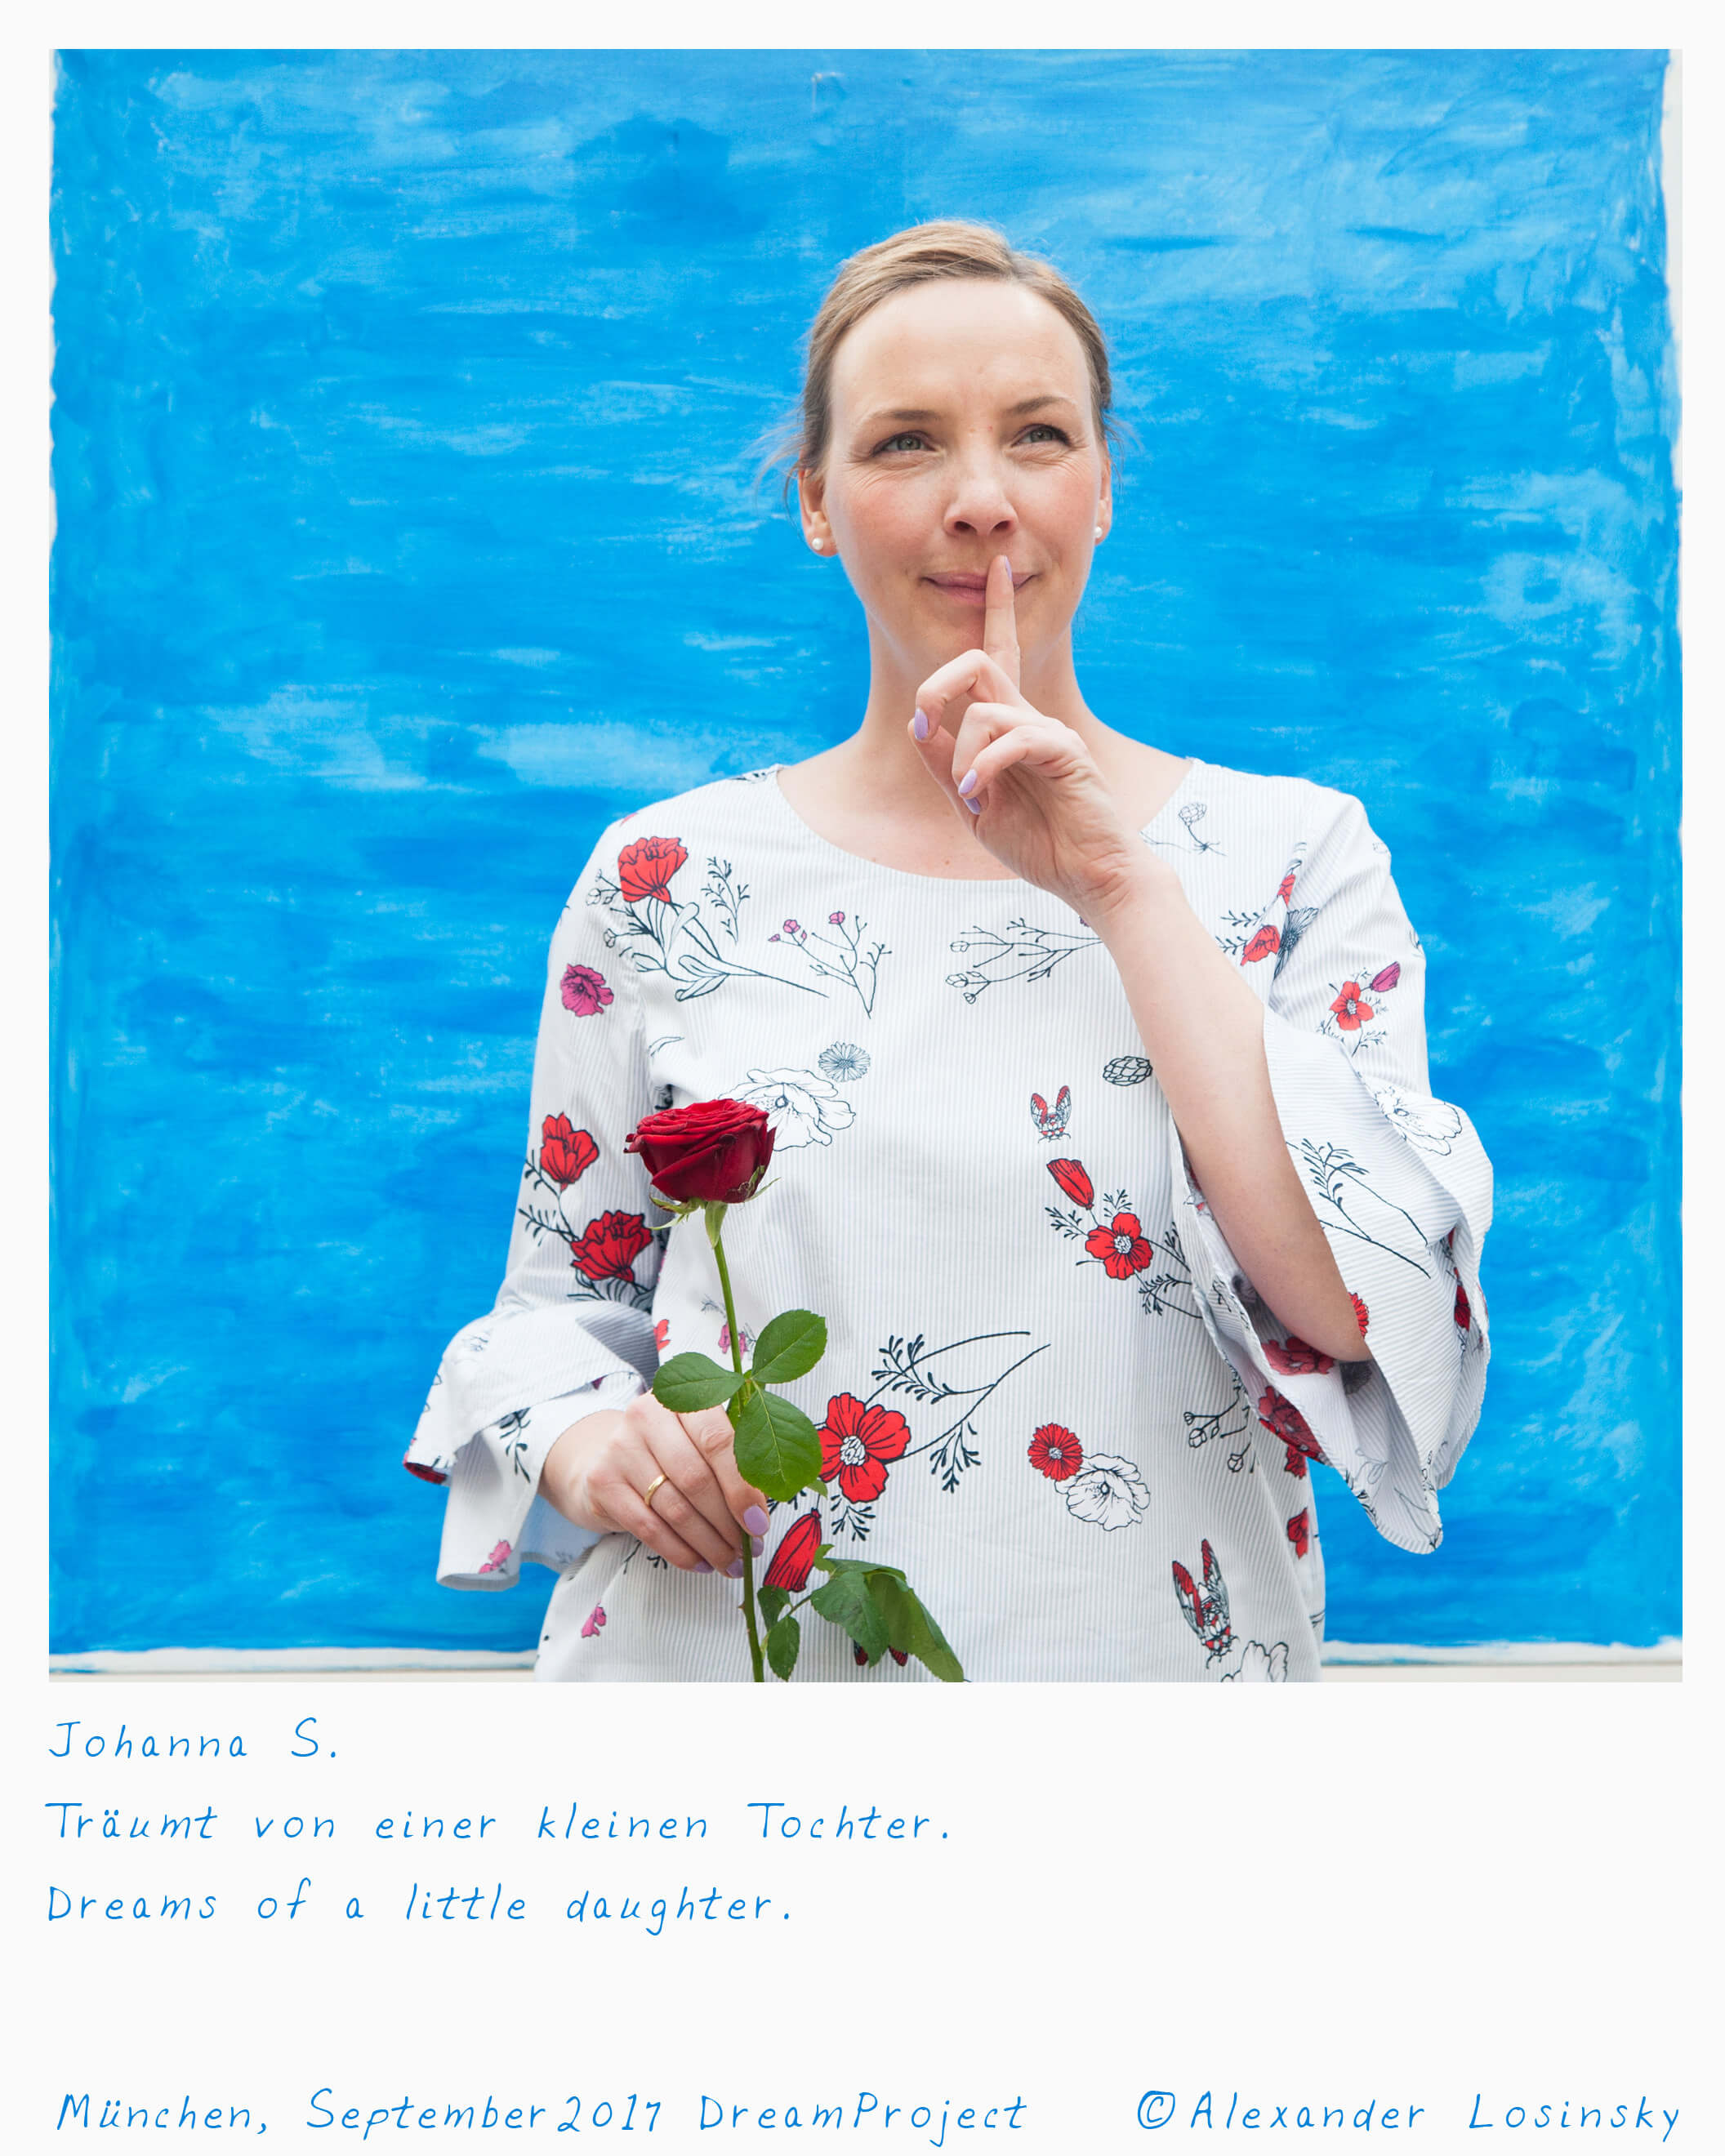 Johanna S.
Träumt von einer kleinen Tochter.
Dreams of a little daughter.
München, September 2017 DreamProject ©Alexander Losinsky